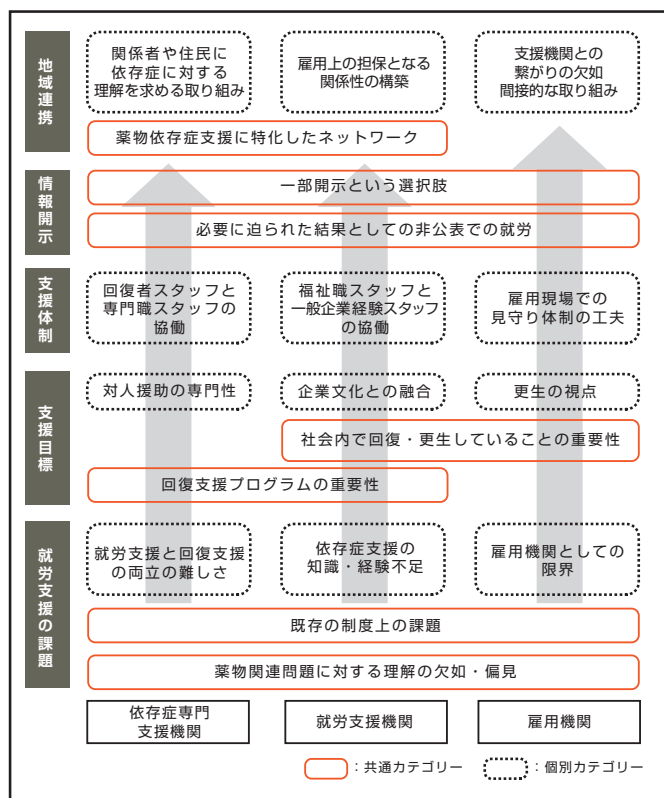 地域連携
関係者や住民に
依存症に対する
理解を求める取り組み
雇用上の担保となる
関係性の構築
支援機関との
繋がりの欠如
間接的な取り組み
薬物依存症支援に特化したネットワーク
情報開示
一部開示という選択肢
必要に迫られた結果としての非公表での就労
支援体制
回復者スタッフと
専門職スタッフの
協働
福祉職スタッフと
一般企業経験スタッフ
の協働
雇用現場での
見守り体制の工夫
支援目標
対人援助の専門性
企業文化との融合
更生の視点
社会内で回復・更生していることの重要性
回復支援プログラムの重要性
就労支援の課題
就労支援と回復支援
の両立の難しさ
依存症支援の
知識・経験不足
雇用機関としての
限界
既存の制度上の課題
薬物関連問題に対する理解の欠如・偏見
依存症専門
支援機関
就労支援機関
雇用機関
：共通カテゴリー
：個別カテゴリー